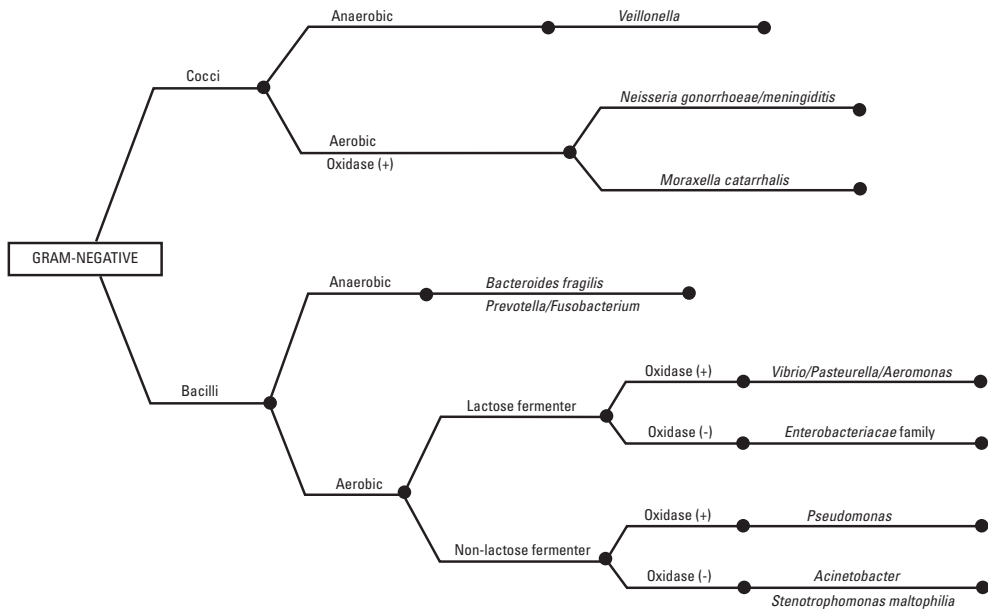 Anaerobic
Veillonella
Cocci
Neisseria gonorrhoeae/meningiditis
Aerobic
Oxidase (+)
Moraxella catarrhalis
GRAM-NEGATIVE
Anaerobic
Bacteroides fragilis
Prevotella/Fusobacterium
Bacilli
Oxidase (+)
Vibrio/Pasteurella/Aeromonas
Lactose fermenter
Oxidase (-)
Enterobacteriacae family
Aerobic
Oxidase (+)
Pseudomonas
Non-lactose fermenter
Oxidase (-)
Acinetobacter
Stenotrophomonas maltophilia